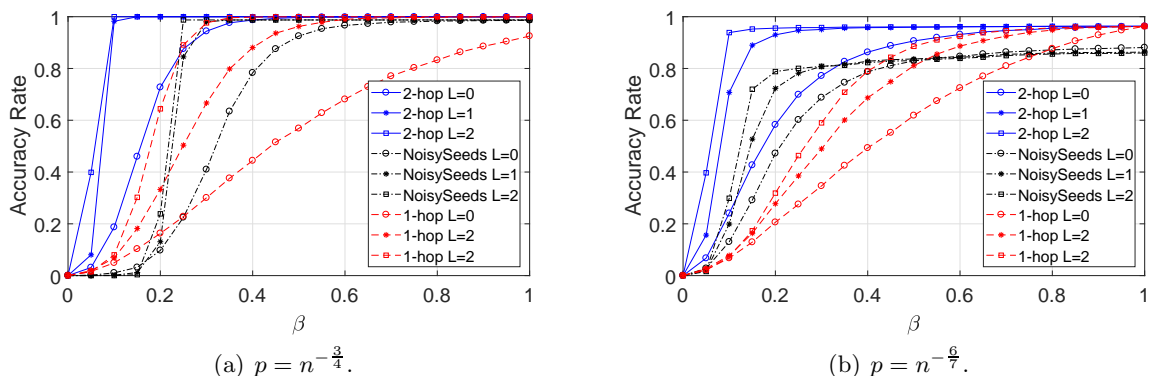 1
0.8
0.6
0.4
0.2
0
Accuracy Rate
0 0.2 0.4 0.6 0.8 1
β
2-hop L=0
2-hop L=1
2-hop L=2
NoisySeeds L=0
NoisySeeds L=1
NoisySeeds L=2
1-hop L=0
1-hop L=2
1-hop L=2
(a) p = n^{-3/4}.
1
0.8
0.6
0.4
0.2
0
Accuracy Rate
0 0.2 0.4 0.6 0.8 1
β
2-hop L=0
2-hop L=1
2-hop L=2
NoisySeeds L=0
NoisySeeds L=1
NoisySeeds L=2
1-hop L=0
1-hop L=2
1-hop L=2
(b) p = n^{-6/7}.